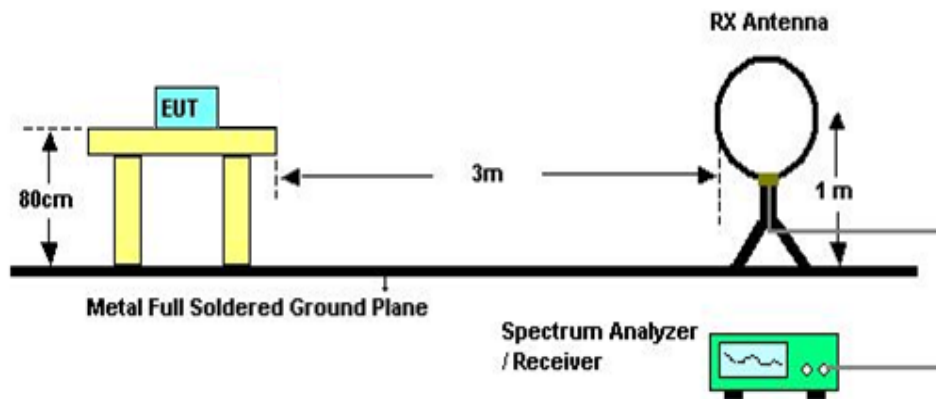 RX Antenna
EUT
3m
80cm
1 m
Metal Full Soldered Ground Plane
Spectrum Analyzer
/ Receiver